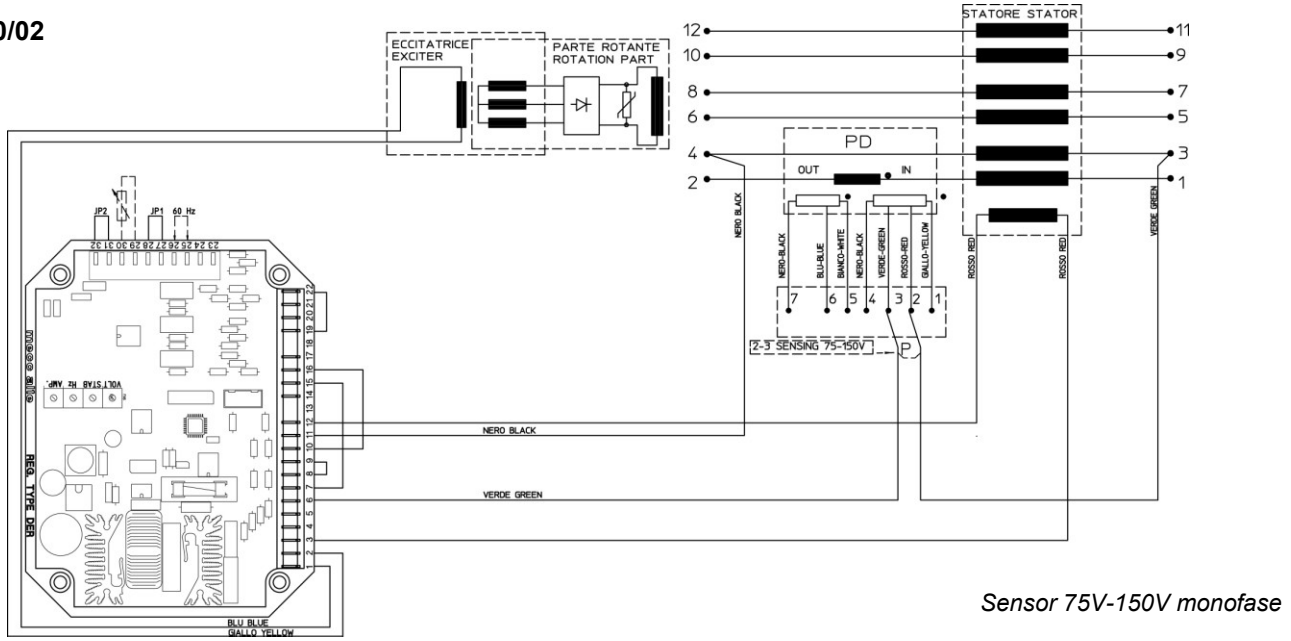 0/02
ECCITATRICE
EXCITER
PARTE ROTANTE
ROTATION PART
STATORE STATOR
12
11
10
9
8
7
6
5
4
3
2
1
PD
OUT
IN
NERO BLACK
VERDE GREEN
NERO-BLACK
BLU-BLUE
BIANCO-WHITE
NERO-BLACK
VERDE-GREEN
ROSSO-RED
GIALLO-YELLOW
ROSSO RED
ROSSO RED
7 6 5 4 3 2 1
2-3 SENSING 75-150V
P
JP2
JP1
60 Hz
32 31 30 29 28 27 26 25 24 23
22
21
20
19
18
17
16
15
14
13
12
11
10
9
8
7
6
5
4
3
2
1
mecc alte
VOLT STAB Hz AMP.
REG. TYPE DER
NERO BLACK
VERDE GREEN
BLU BLUE
GIALLO YELLOW
Sensor 75V-150V monofase